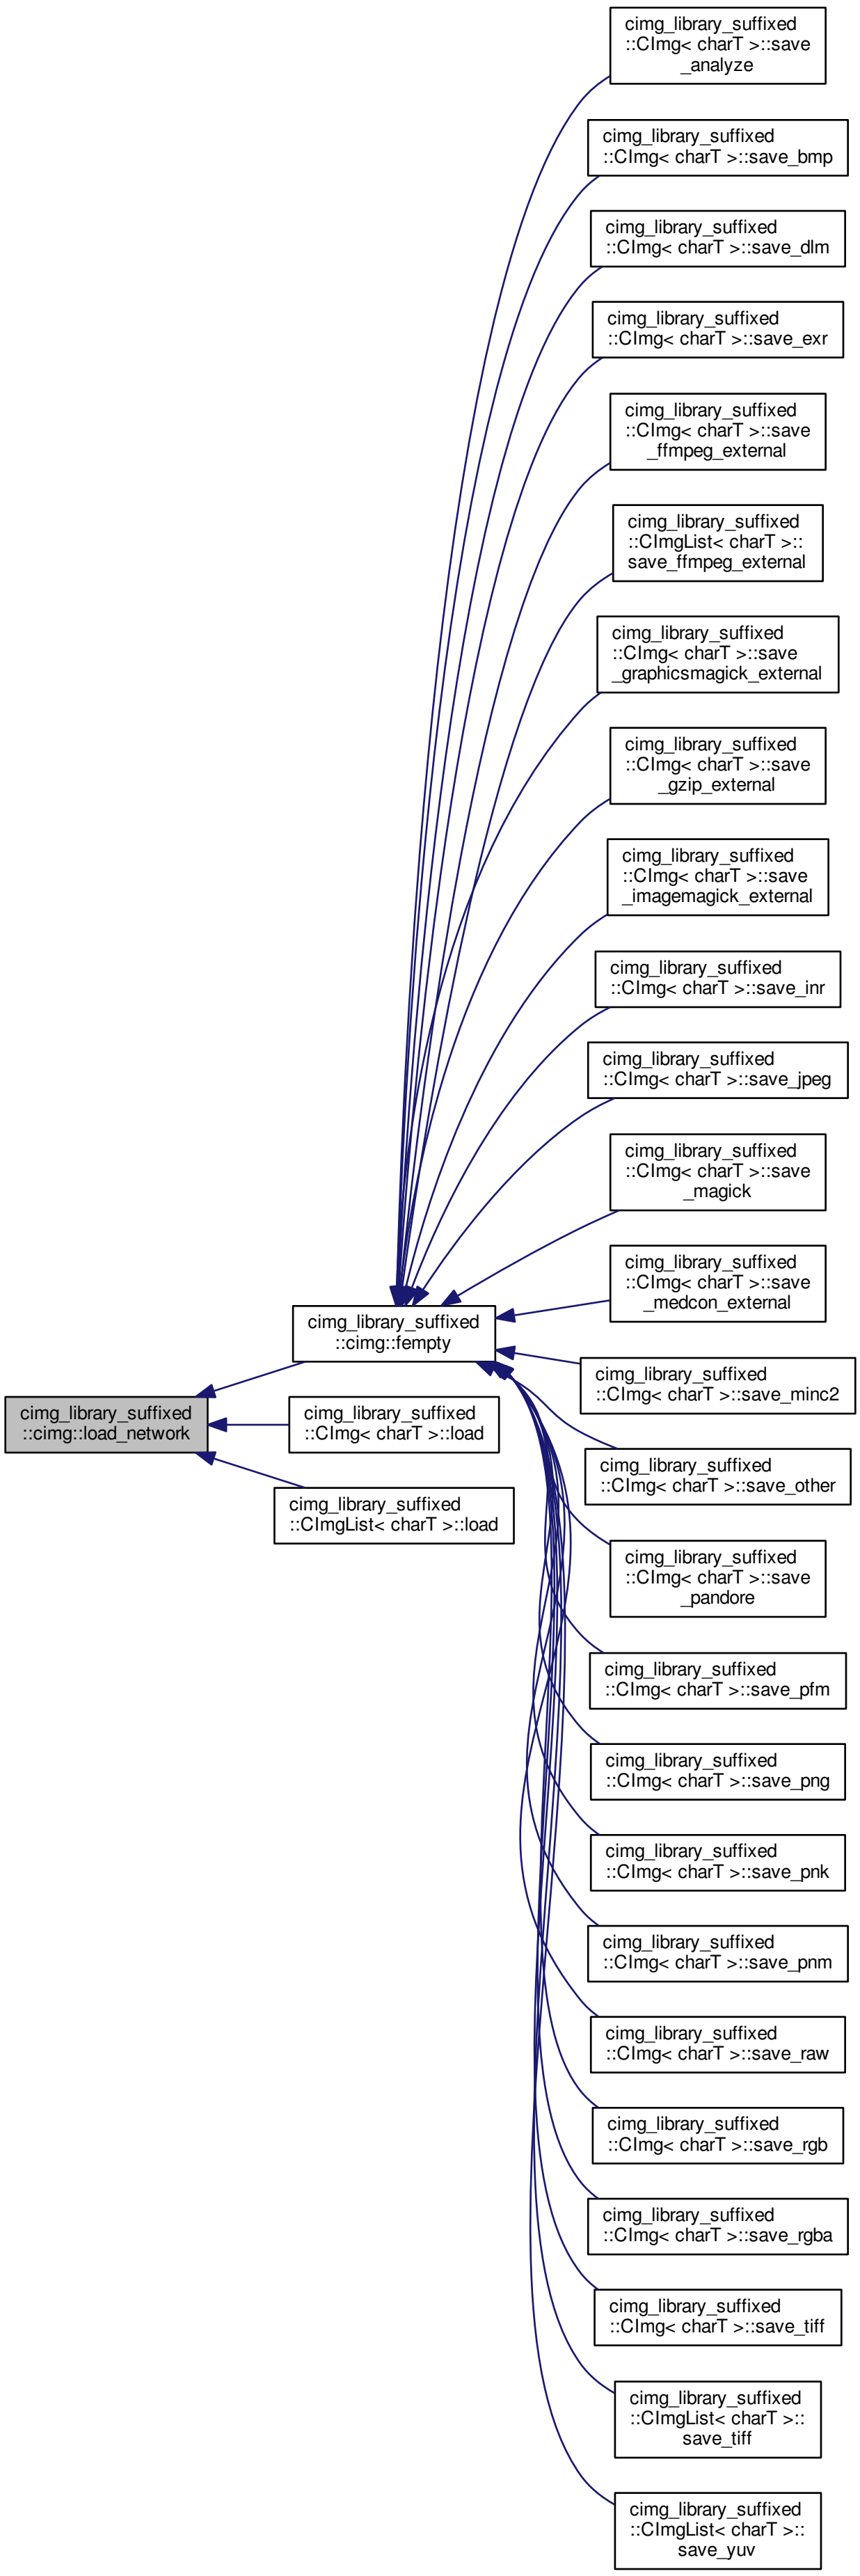 cimg_library_suffixed
::CImg< charT >::save
_analyze
cimg_library_suffixed
::CImg< charT >::save_bmp
cimg_library_suffixed
::CImg< charT >::save_dlm
cimg_library_suffixed
::CImg< charT >::save_exr
cimg_library_suffixed
::CImg< charT >::save
_ffmpeg_external
cimg_library_suffixed
::CImgList< charT >::
save_ffmpeg_external
cimg_library_suffixed
::CImg< charT >::save
_graphicsmagick_external
cimg_library_suffixed
::CImg< charT >::save
_gzip_external
cimg_library_suffixed
::CImg< charT >::save
_imagemagick_external
cimg_library_suffixed
::CImg< charT >::save_inr
cimg_library_suffixed
::CImg< charT >::save_jpeg
cimg_library_suffixed
::CImg< charT >::save
_magick
cimg_library_suffixed
::CImg< charT >::save
_medcon_external
cimg_library_suffixed
::cimg::fempty
cimg_library_suffixed
::CImg< charT >::save_minc2
cimg_library_suffixed
::cimg::load_network
cimg_library_suffixed
::CImg< charT >::load
cimg_library_suffixed
::CImg< charT >::save_other
cimg_library_suffixed
::CImgList< charT >::load
cimg_library_suffixed
::CImg< charT >::save
_pandore
cimg_library_suffixed
::CImg< charT >::save_pfm
cimg_library_suffixed
::CImg< charT >::save_png
cimg_library_suffixed
::CImg< charT >::save_pnk
cimg_library_suffixed
::CImg< charT >::save_pnm
cimg_library_suffixed
::CImg< charT >::save_raw
cimg_library_suffixed
::CImg< charT >::save_rgb
cimg_library_suffixed
::CImg< charT >::save_rgba
cimg_library_suffixed
::CImg< charT >::save_tiff
cimg_library_suffixed
::CImgList< charT >::
save_tiff
cimg_library_suffixed
::CImgList< charT >::
save_yuv